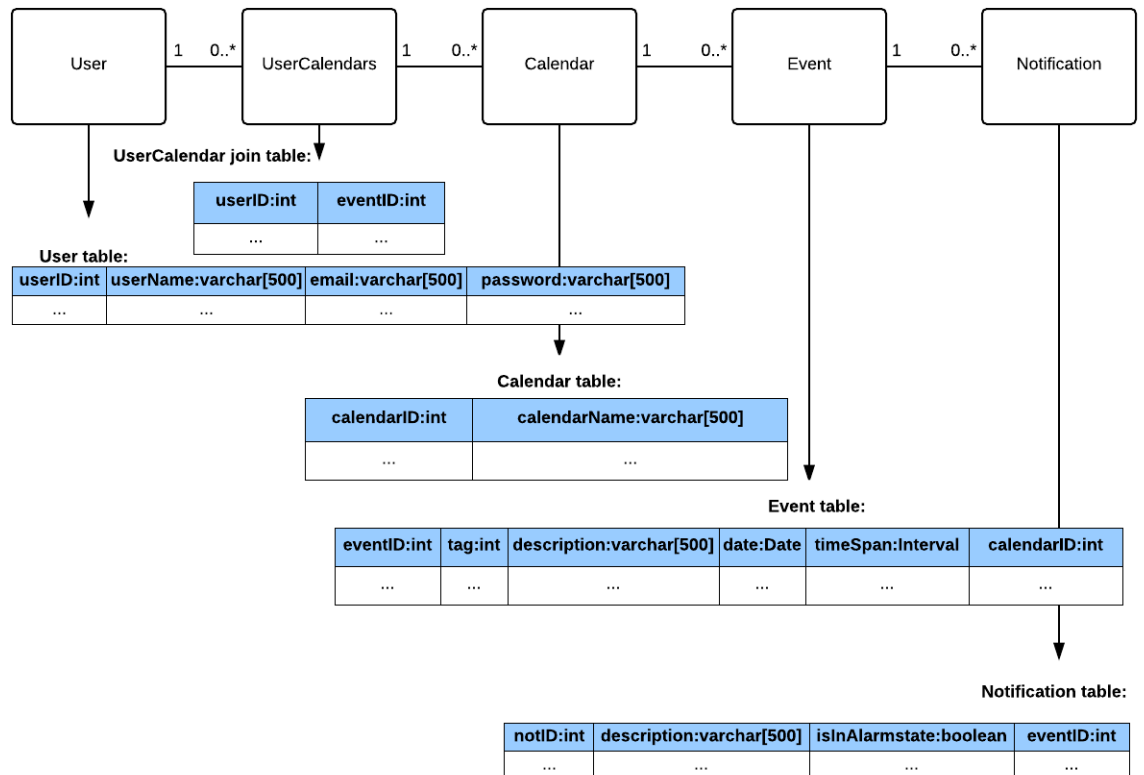 User 1 0..* UserCalendars 1 0..* Calendar 1 0..* Event 1 0..* Notification
UserCalendar join table:
userID:int eventID:int
... ...
User table:
userID:int userName:varchar[500] email:varchar[500] password:varchar[500]
... ... ... ...
Calendar table:
calendarID:int calendarName:varchar[500]
... ...
Event table:
eventID:int tag:int description:varchar[500] date:Date timeSpan:Interval calendarID:int
... ... ... ... ... ...
Notification table:
notID:int description:varchar[500] isInAlarmstate:boolean eventID:int
... ... ... ...